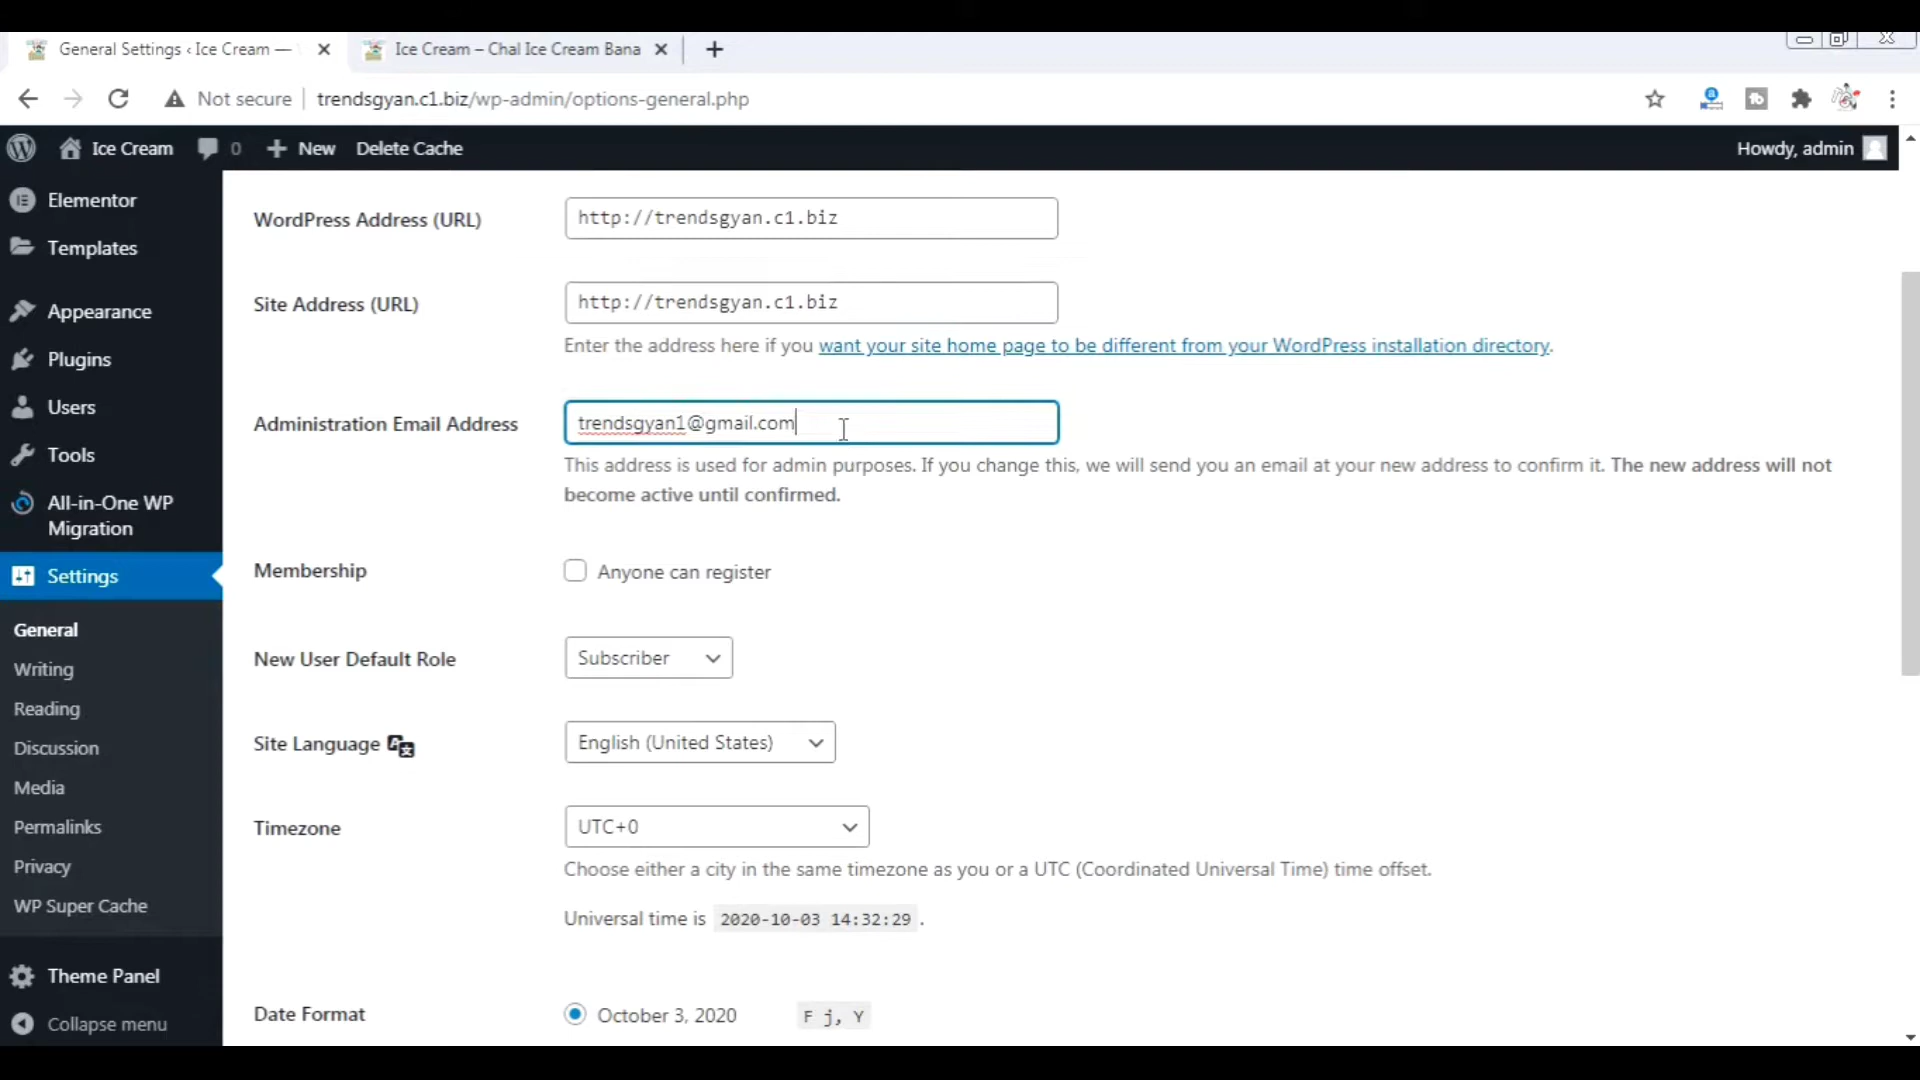 General Settings ‹ Ice Cream —
Ice Cream – Chal Ice Cream Bana
Not secure
trendsgyan.c1.biz/wp-admin/options-general.php
Ice Cream
0
New
Delete Cache
Howdy, admin
Elementor
Templates
Appearance
Plugins
Users
Tools
All-in-One WP
Migration
Settings
General
Writing
Reading
Discussion
Media
Permalinks
Privacy
WP Super Cache
Theme Panel
Collapse menu
WordPress Address (URL)
http://trendsgyan.c1.biz
Site Address (URL)
http://trendsgyan.c1.biz
Enter the address here if you want your site home page to be different from your WordPress installation directory.
Administration Email Address
trendsgyan1@gmail.com
This address is used for admin purposes. If you change this, we will send you an email at your new address to confirm it. The new address will not
become active until confirmed.
Membership
Anyone can register
New User Default Role
Subscriber
Site Language
English (United States)
Timezone
UTC+0
Choose either a city in the same timezone as you or a UTC (Coordinated Universal Time) time offset.
Universal time is 2020-10-03 14:32:29 .
Date Format
October 3, 2020
F j, Y